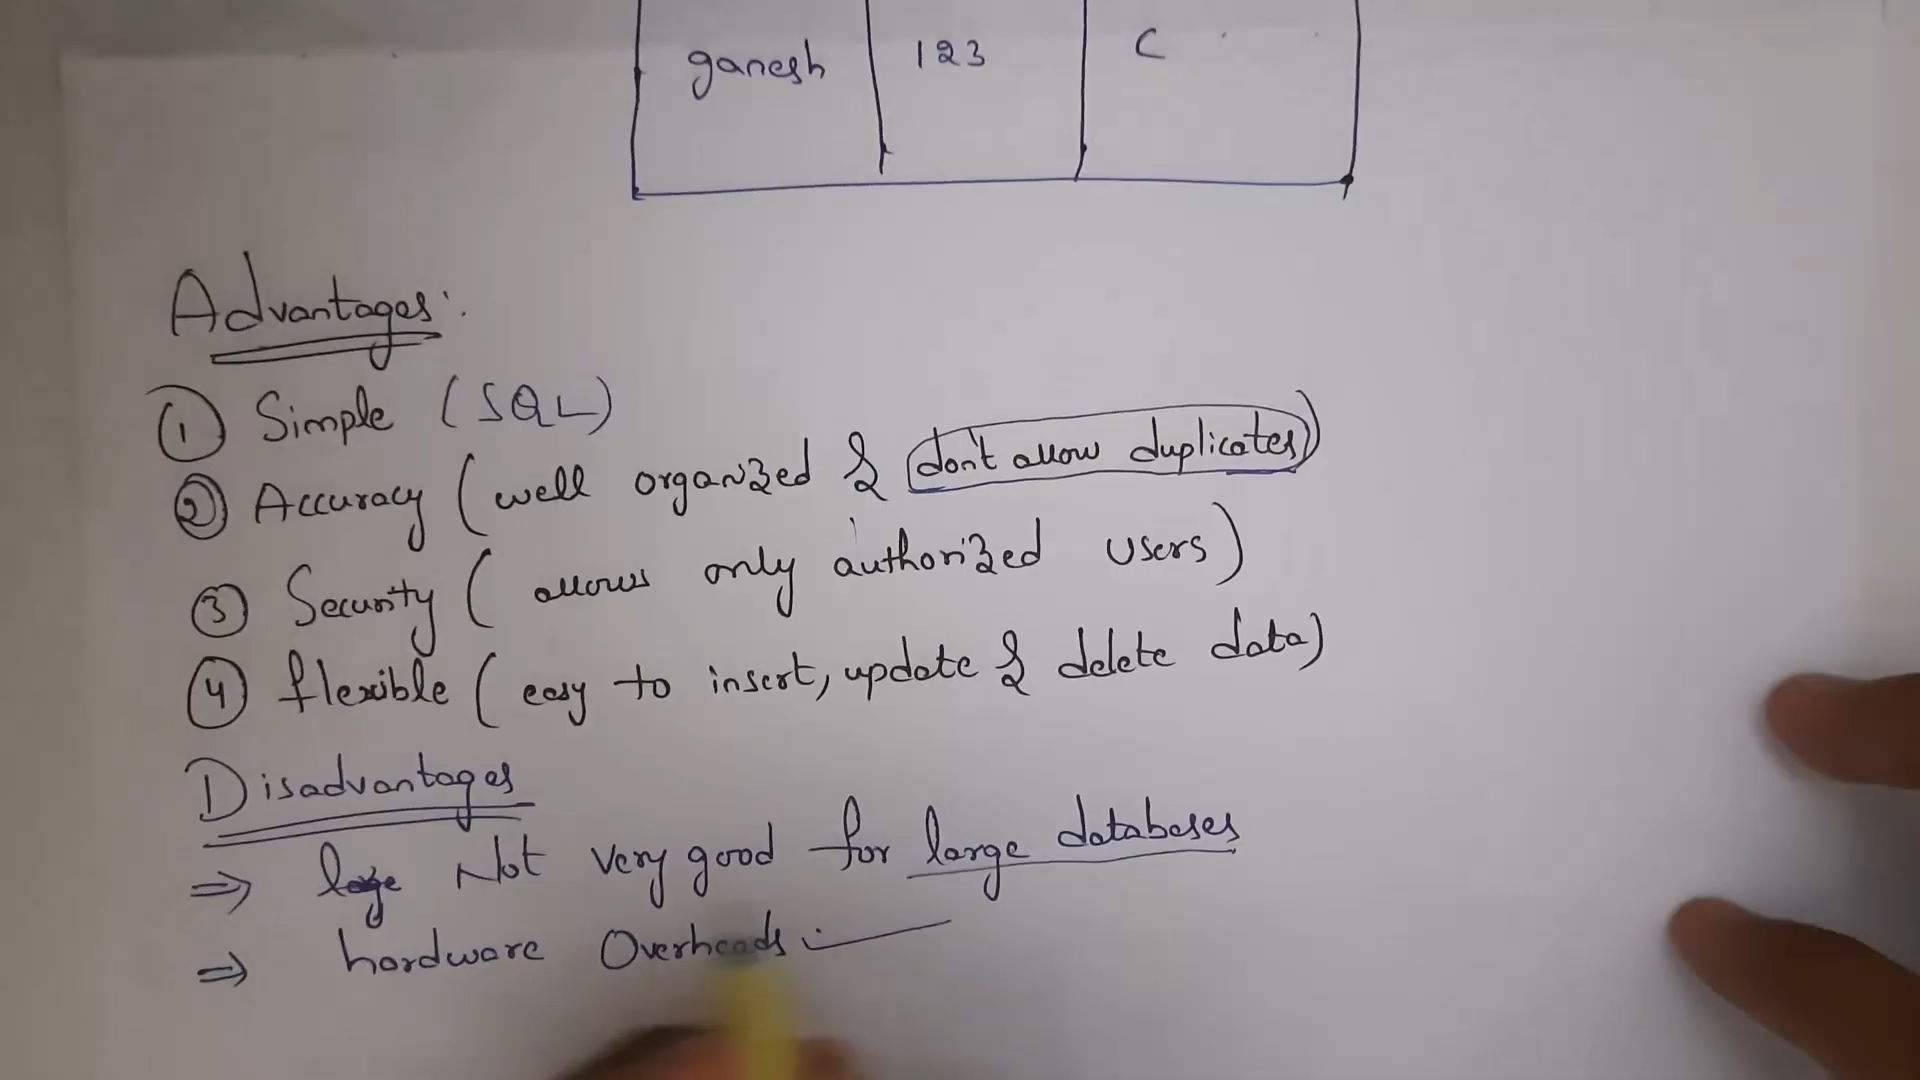 ganesh 123 C
Advantages:
① Simple (SQL)
② Accuracy (well organized & don't allow duplicates)
③ Security ( allows only authorized users)
④ flexible ( easy to insert, update & delete data)
Disadvantages
⇒ Not very good for large databases
⇒ hardware Overheads.